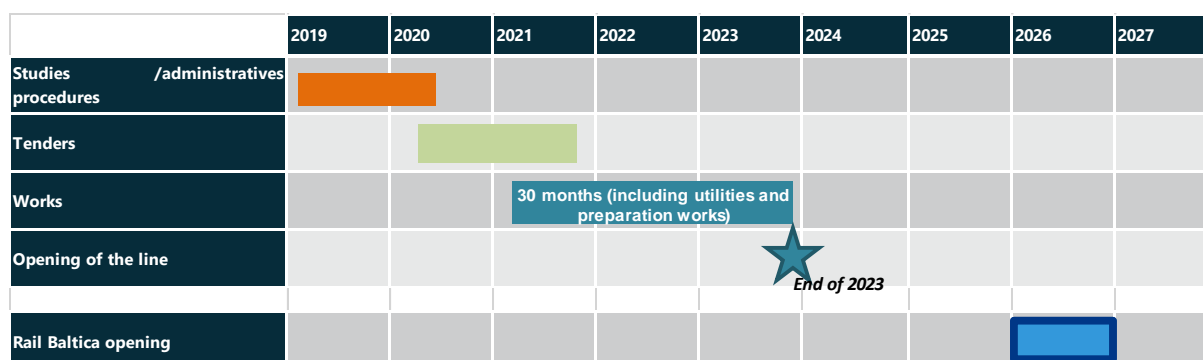 2019 2020 2021 2022 2023 2024 2025 2026 2027
Studies /administratives
procedures
Tenders
Works
30 months (including utilities and
preparation works)
Opening of the line
End of 2023
Rail Baltica opening